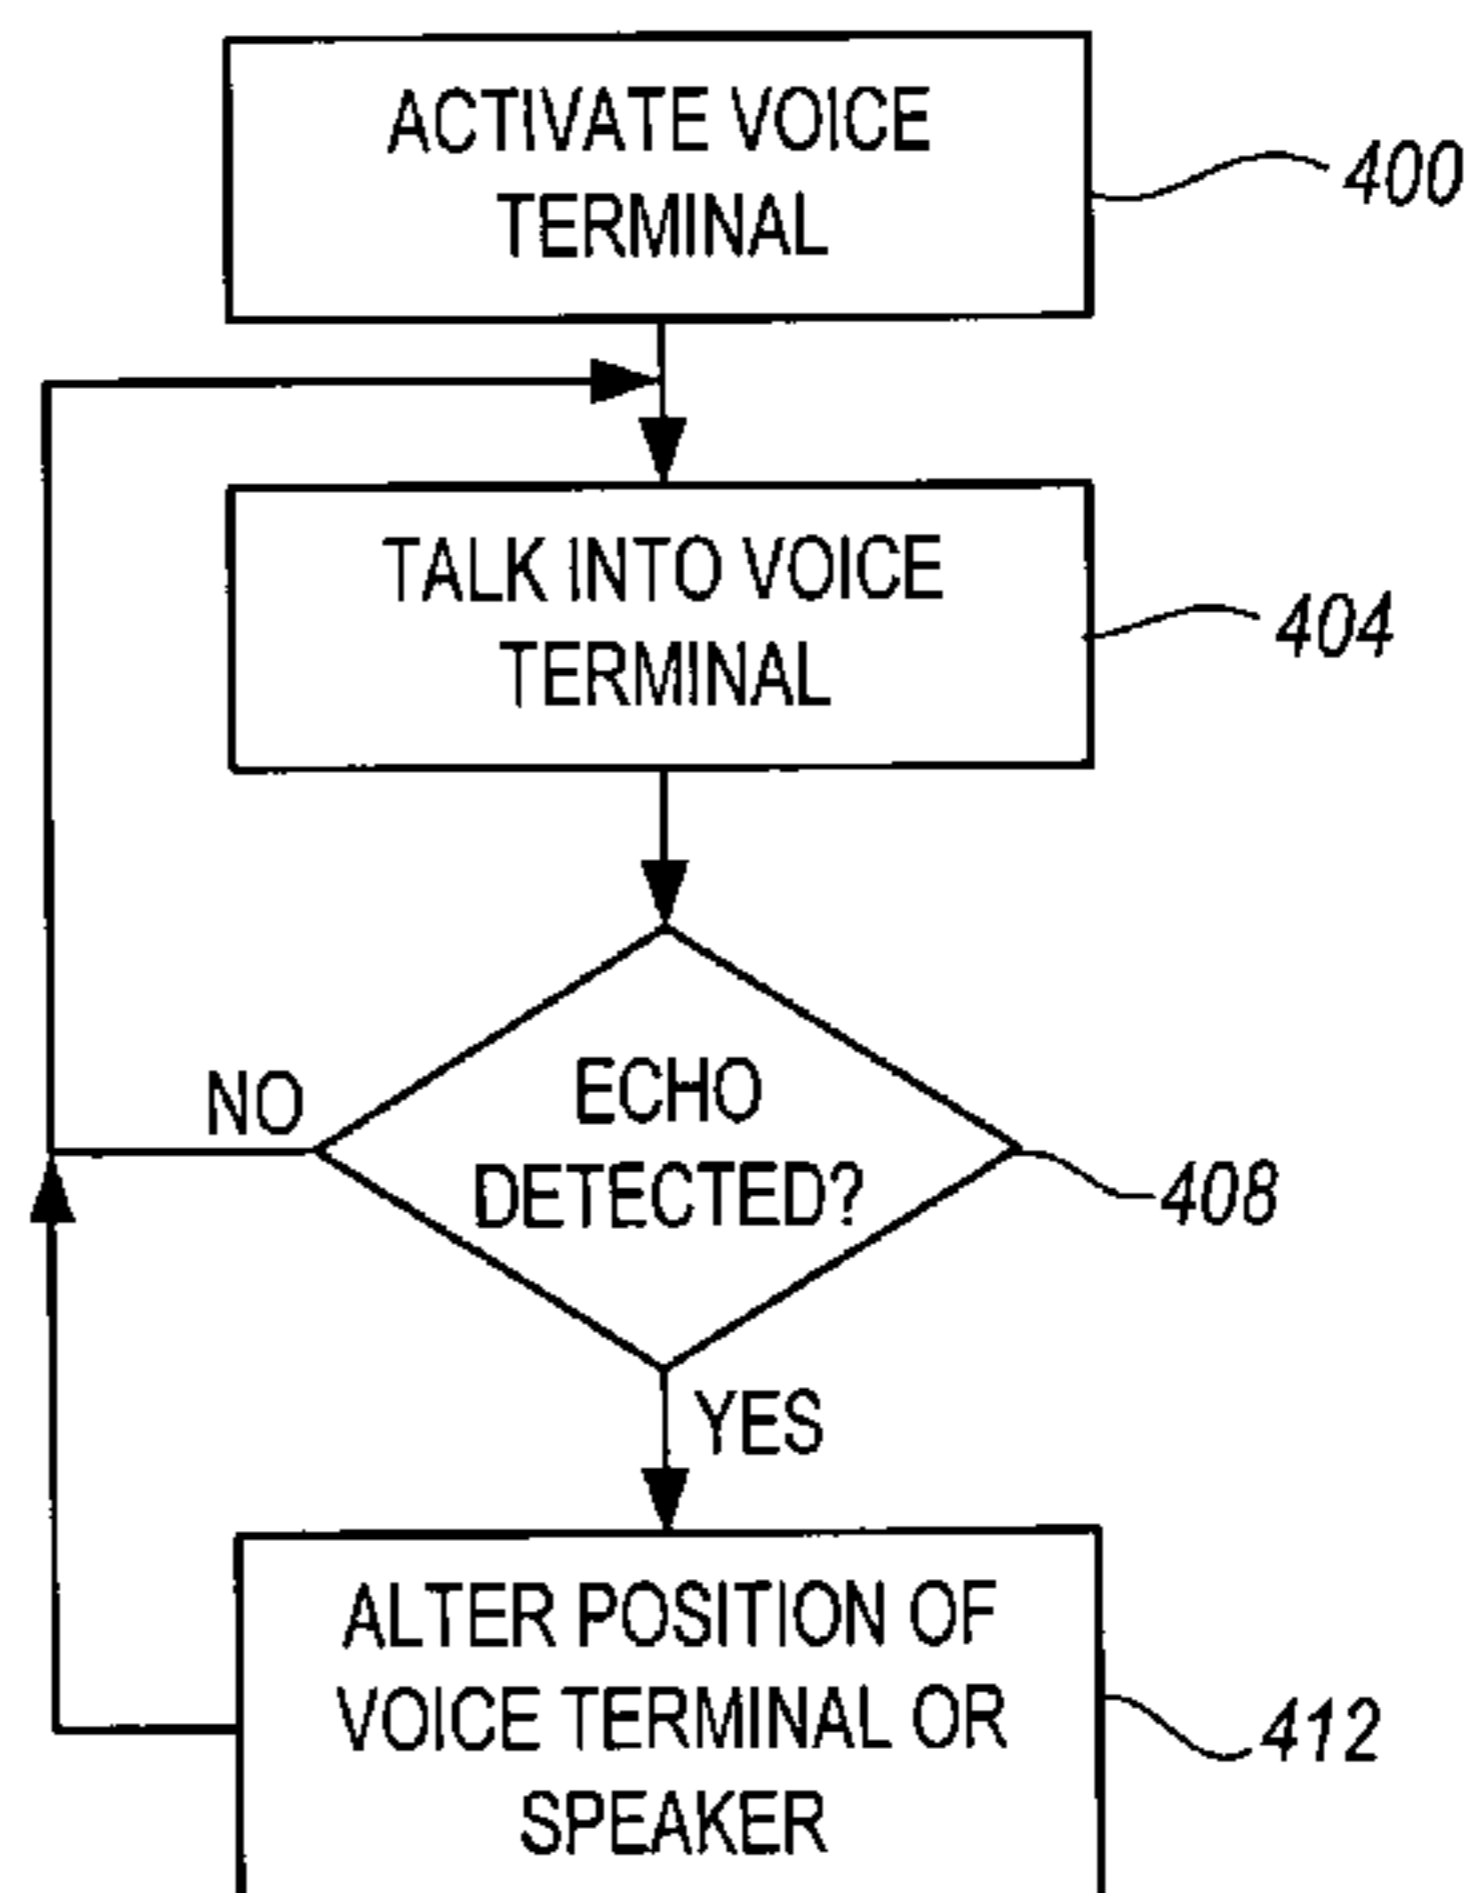 ACTIVATE VOICE
TERMINAL
400
TALK INTO VOICE
TERMINAL
404
ECHO
DETECTED?
NO
408
YES
ALTER POSITION OF
VOICE TERMINAL OR
SPEAKER
412